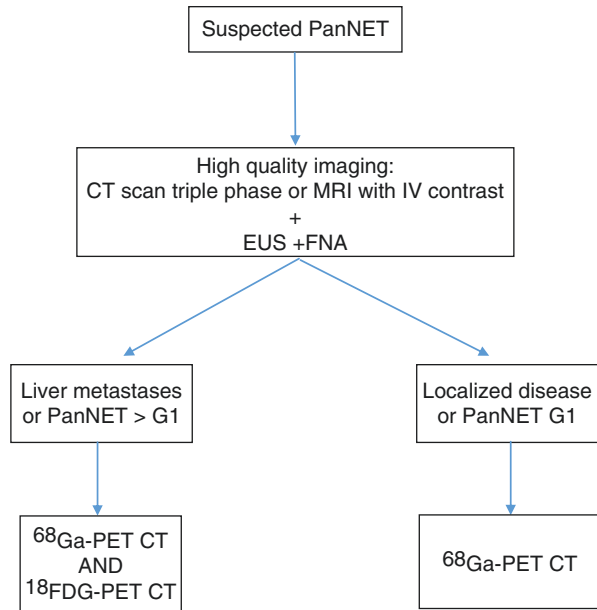 Suspected PanNET
High quality imaging:
CT scan triple phase or MRI with IV contrast
+
EUS +FNA
Liver metastases
or PanNET > G1
Localized disease
or PanNET G1
⁶⁸Ga-PET CT
AND
¹⁸FDG-PET CT
⁶⁸Ga-PET CT